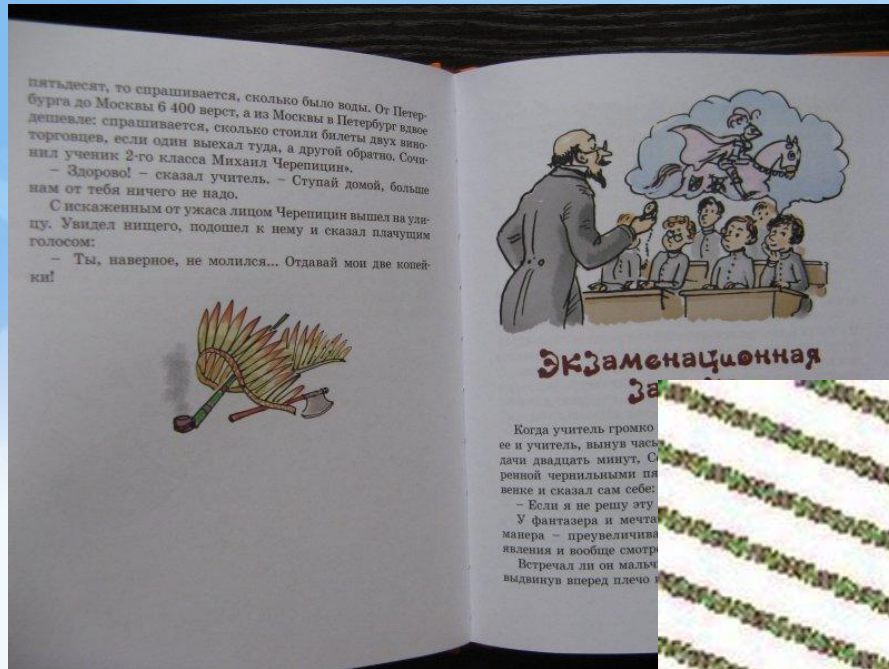 пятьдесят, то спрашивается, сколько было воды. От Петер-
бурга до Москвы 6 400 верст, а из Москвы в Петербург вдвое
дешевле: спрашивается, сколько стоили билеты двух вино-
торговцев, если один выехал туда, а другой обратно. Сочи-
нил ученик 2-го класса Михаил Черепицин».
– Здорово! – сказал учитель. – Ступай домой, больше
нам от тебя ничего не надо.
С искаженным от ужаса лицом Черепицин вышел на ули-
цу. Увидел нищего, подошел к нему и сказал плачущим
голосом:
– Ты, наверное, не молился... Отдавай мои две копей-
ки!
Экзаменационная
Когда учитель громко
ее и учитель, вынув часы
дачи двадцать минут,
ренной чернильными
венке и сказал сам себе:
– Если я не решу эту
У фантазера и
манера – преувеличива
явления и вообще
Встречал ли он
выдвинув вперед плечо